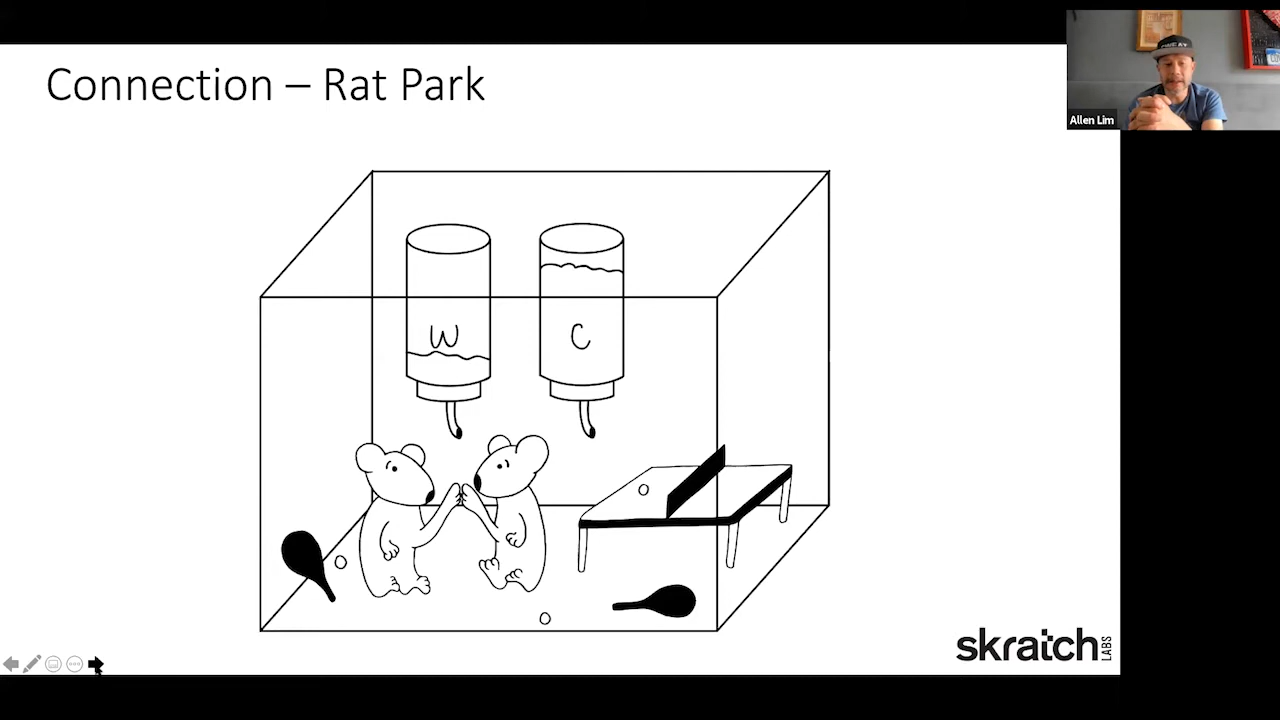 Connection – Rat Park
Allen Lim
W
C
skratch
LABS